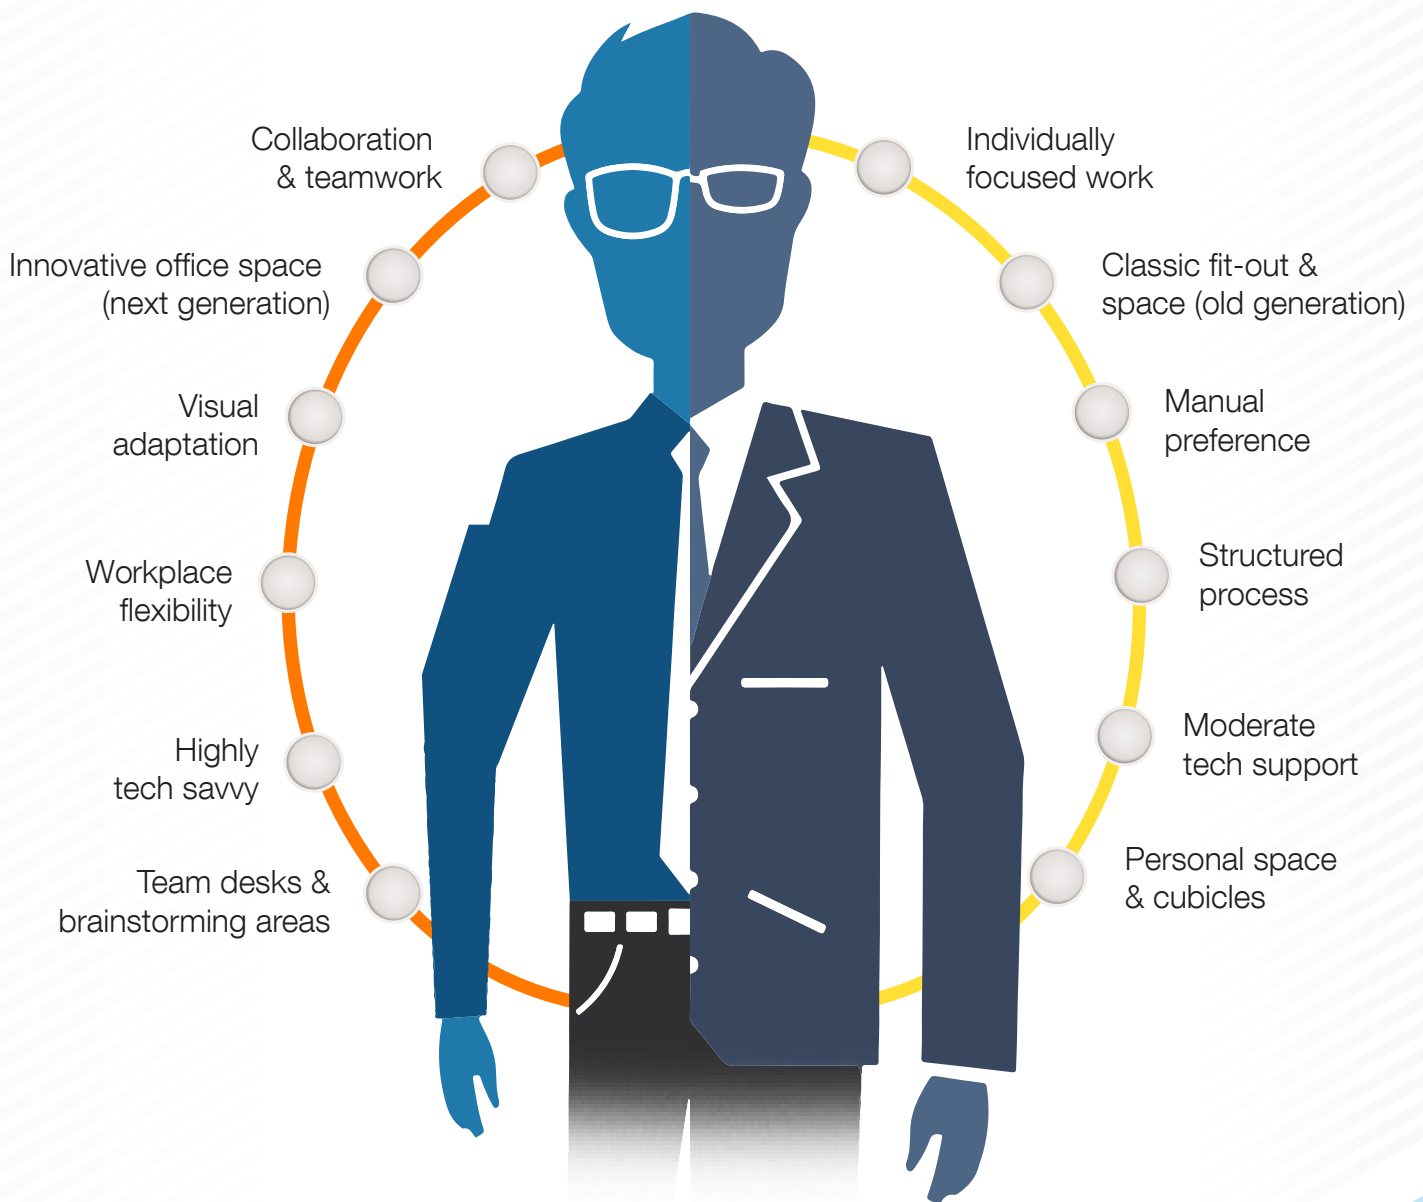 Collaboration
& teamwork
Innovative office space
(next generation)
Visual
adaptation
Workplace
flexibility
Highly
tech savvy
Team desks &
brainstorming areas
Individually
focused work
Classic fit-out &
space (old generation)
Manual
preference
Structured
process
Moderate
tech support
Personal space
& cubicles